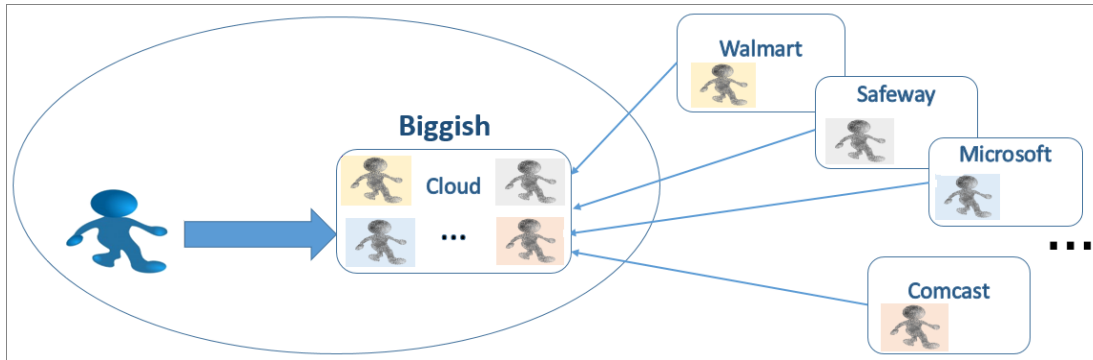 Walmart
Safeway
Microsoft
Biggish
Cloud
...
...
Comcast